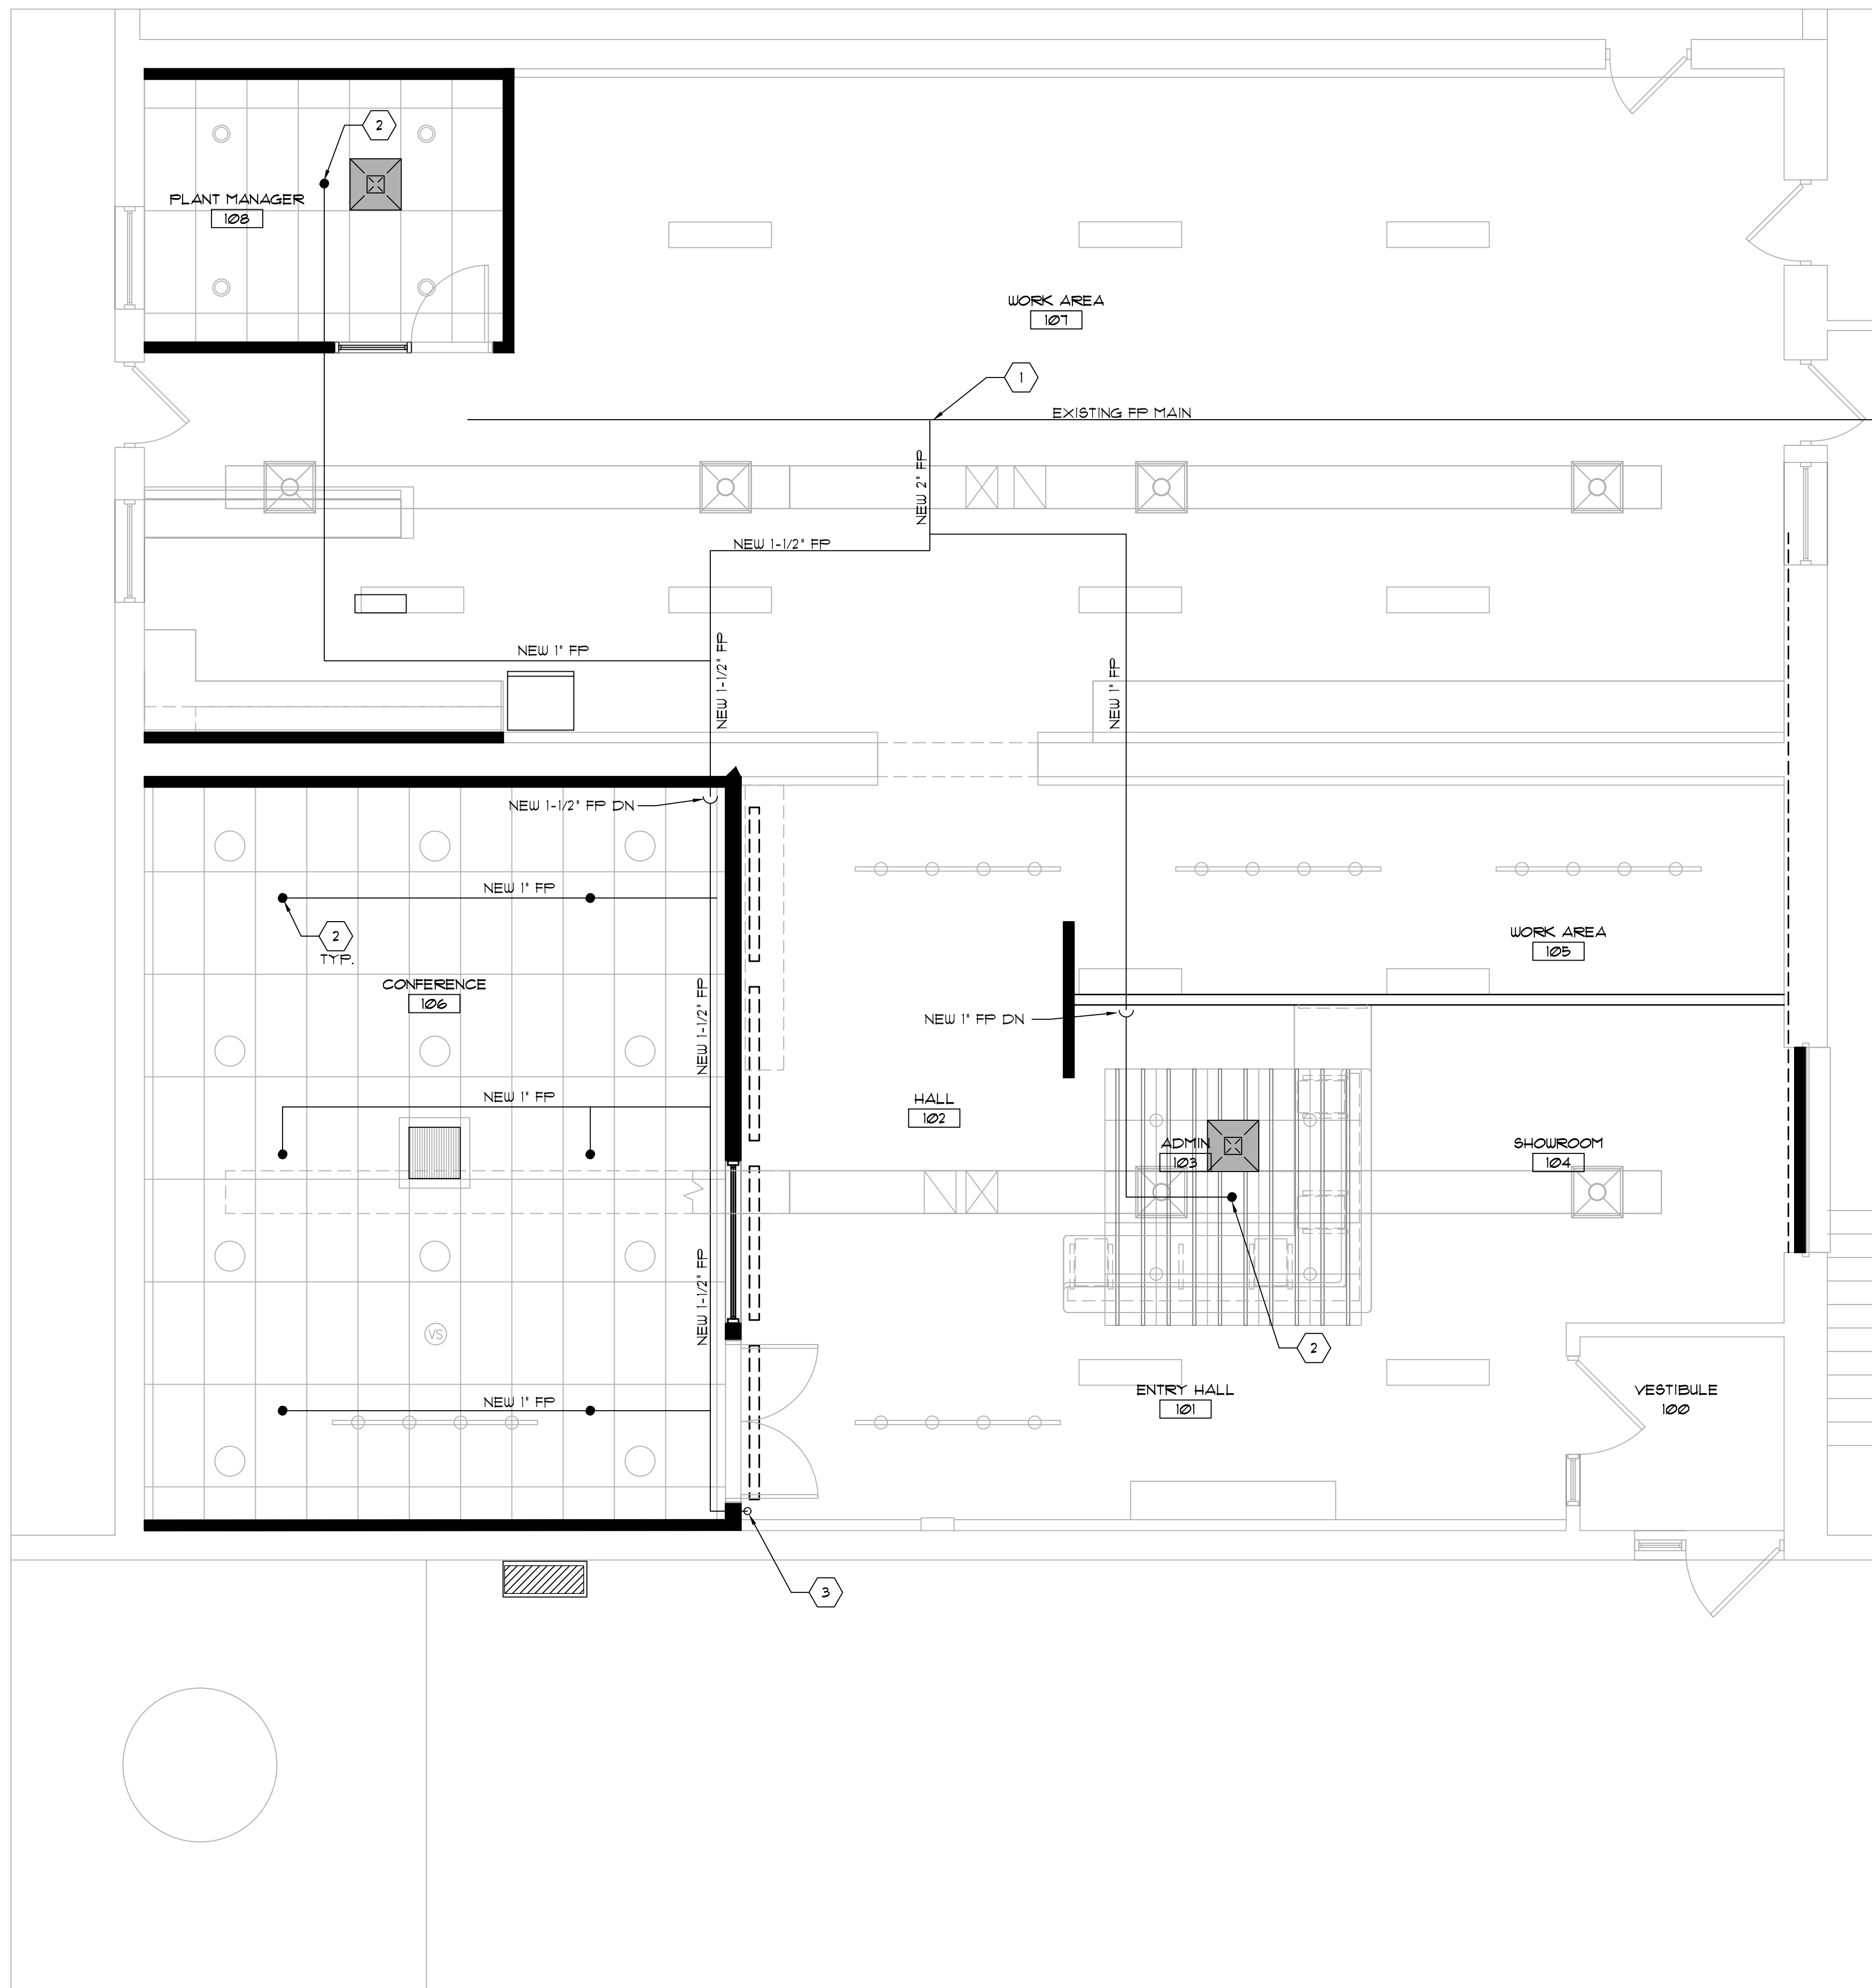 2
PLANT MANAGER
108
WORK AREA
107
1
EXISTING FP MAIN
NEW 2" FP
NEW 1-1/2" FP
NEW 1" FP
NEW 1-1/2" FP
NEW 1" FP
NEW 1-1/2" FP DN
NEW 1" FP
2
TYP.
WORK AREA
105
CONFERENCE
106
NEW 1-1/2" FP
NEW 1" FP DN
NEW 1" FP
HALL
102
ADMIN
103
SHOWROOM
104
NEW 1-1/2" FP
VS
2
NEW 1" FP
ENTRY HALL
101
VESTIBULE
100
3